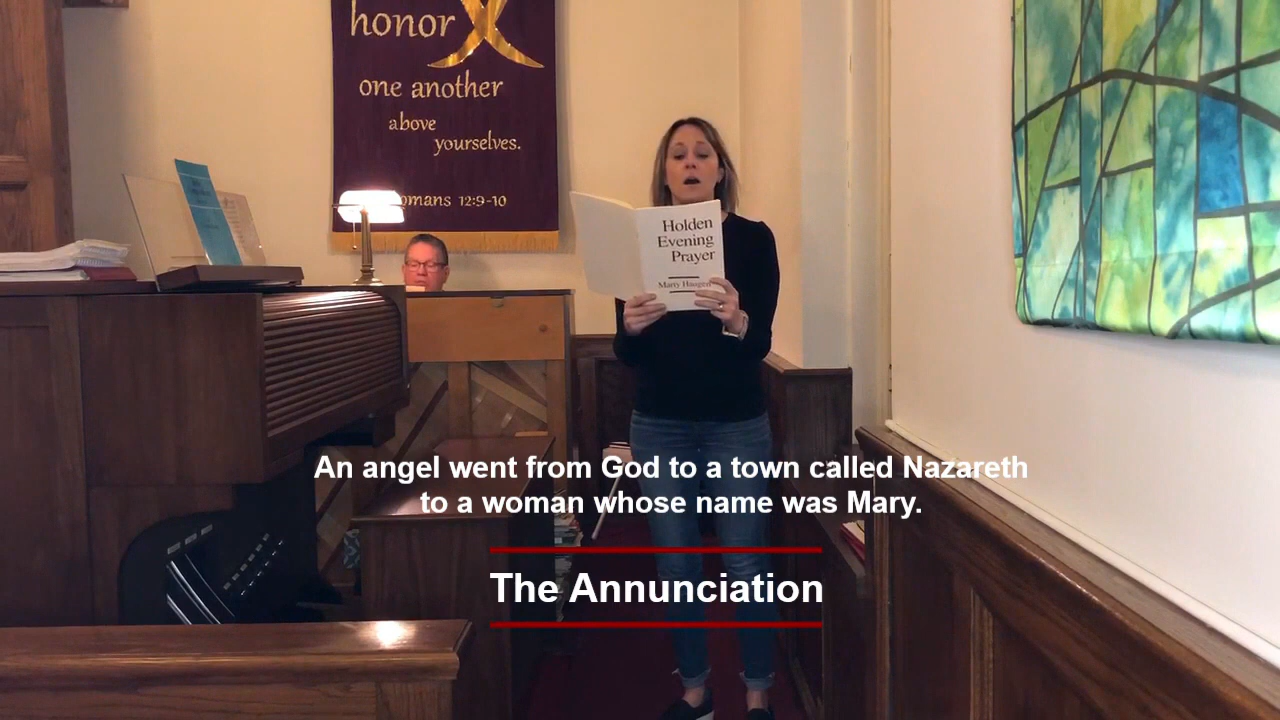 honor
one another
above
yourselves.
omans 12:9-10
Holden
Evening
Prayer
Marty Haugen
An angel went from God to a town called Nazareth
to a woman whose name was Mary.
The Annunciation